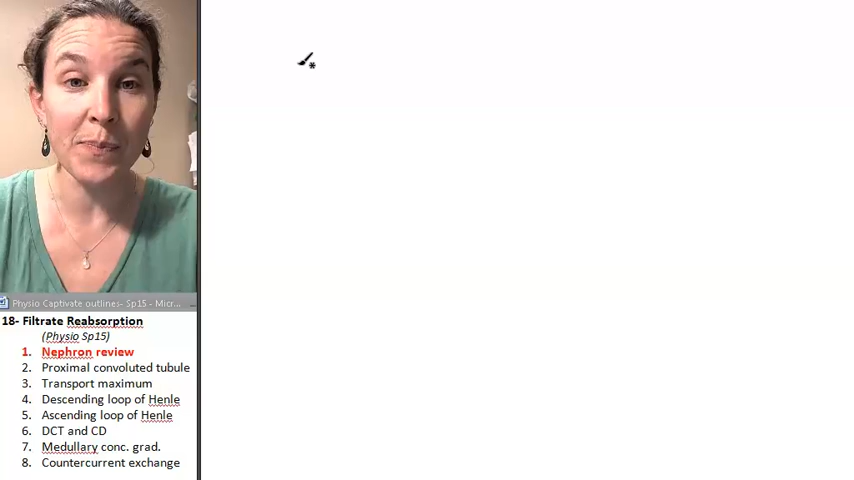 Physio Captivate outlines- Sp15 - Micr...
18- Filtrate Reabsorption
(Physio Sp15)
1. Nephron review
2. Proximal convoluted tubule
3. Transport maximum
4. Descending loop of Henle
5. Ascending loop of Henle
6. DCT and CD
7. Medullary conc. grad.
8. Countercurrent exchange